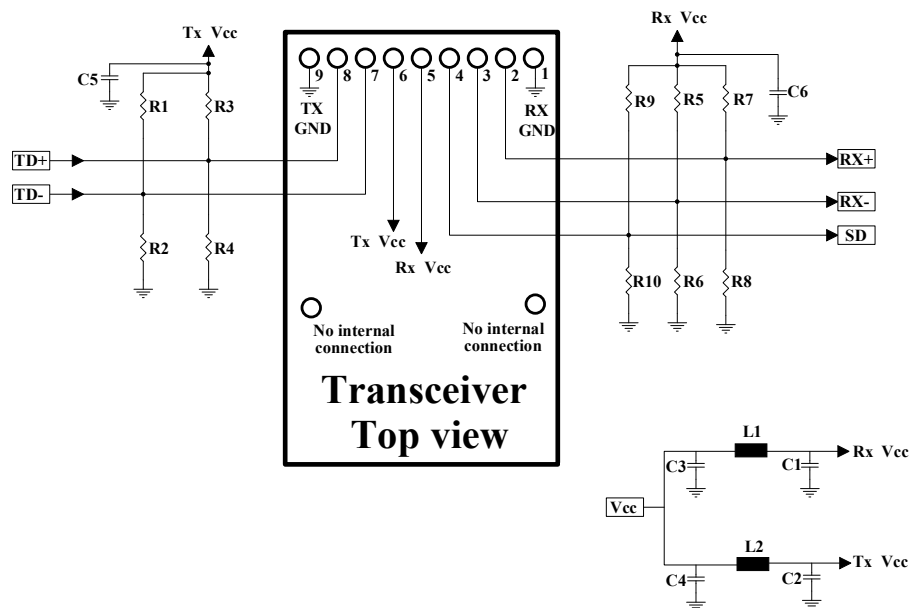 Tx Vcc
C5
R1
R3
TD+
TD-
R2
R4
9
8
7
6
5
4
3
2
1
TX
GND
RX
GND
Tx Vcc
Rx Vcc
No internal
connection
No internal
connection
Transceiver
Top view
Rx Vcc
R9
R5
R7
C6
RX+
RX-
SD
R10
R6
R8
Vcc
C3
L1
C1
Rx Vcc
C4
L2
C2
Tx Vcc